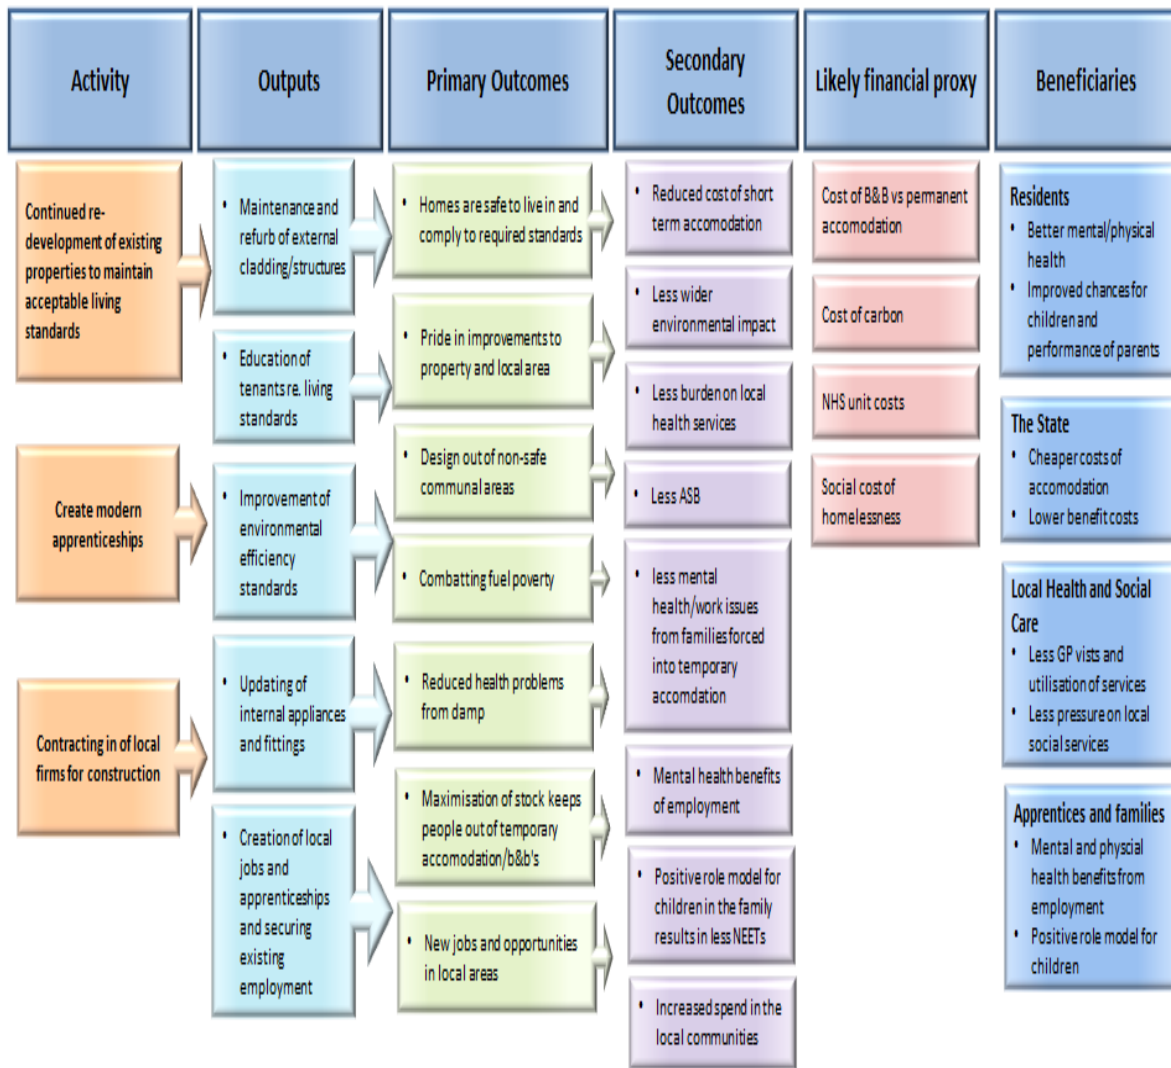 Activity
Outputs
Primary Outcomes
Secondary
Outcomes
Likely financial proxy
Beneficiaries
Continued re-
development of existing
properties to maintain
acceptable living
standards
Create modern
apprenticeships
Contracting in of local
firms for construction
• Maintenance and
refurb of external
cladding/structures
• Education of
tenants re. living
standards
• Improvement of
environmental
efficiency
standards
• Updating of
internal appliances
and fittings
• Creation of local
jobs and
apprenticeships
and securing
existing
employment
• Homes are safe to live in and
comply to required standards
• Pride in improvements to
property and local area
• Design out of non-safe
communal areas
• Combatting fuel poverty
• Reduced health problems
from damp
• Maximisation of stock keeps
people out of temporary
accomodation/b&b's
• New jobs and opportunities
in local areas
• Reduced cost of short
term accomodation
• Less wider
environmental impact
• Less burden on local
health services
• Less ASB
• less mental
health/work issues
from families forced
into temporary
accomdation
• Mental health benefits
of employment
• Positive role model for
children in the family
results in less NEETs
• Increased spend in the
local communities
Cost of B&B vs permanent
accomodation
Cost of carbon
NHS unit costs
Social cost of
homelessness
Residents
• Better mental/physical
health
• Improved chances for
children and
performance of parents
The State
• Cheaper costs of
accomodation
• Lower benefit costs
Local Health and Social
Care
• Less GP vists and
utilisation of services
• Less pressure on local
social services
Apprentices and families
• Mental and physcial
health benefits from
employment
• Positive role model for
children